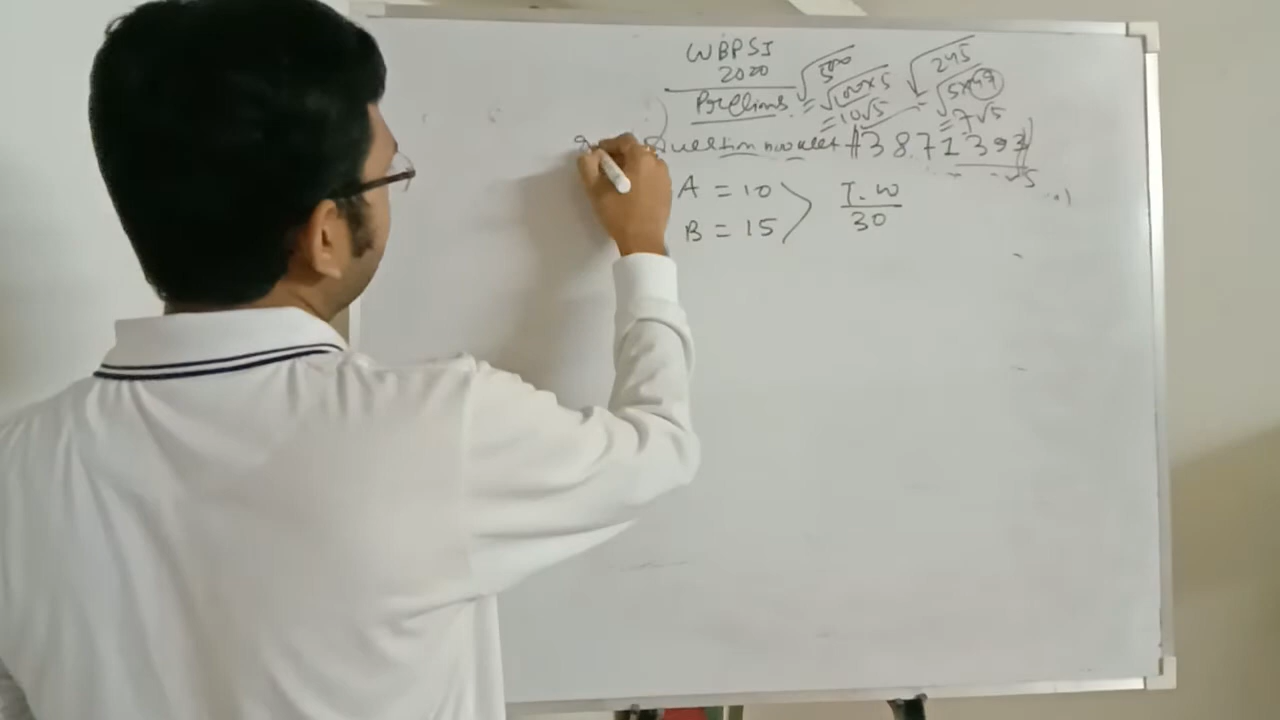 WBPSI
2020
Prelims.
√500
= √100×5
= 10√5
√245
= √5×49
= 7√5
Question booklet #3871393
√5
A = 10
B = 15
T.W
30